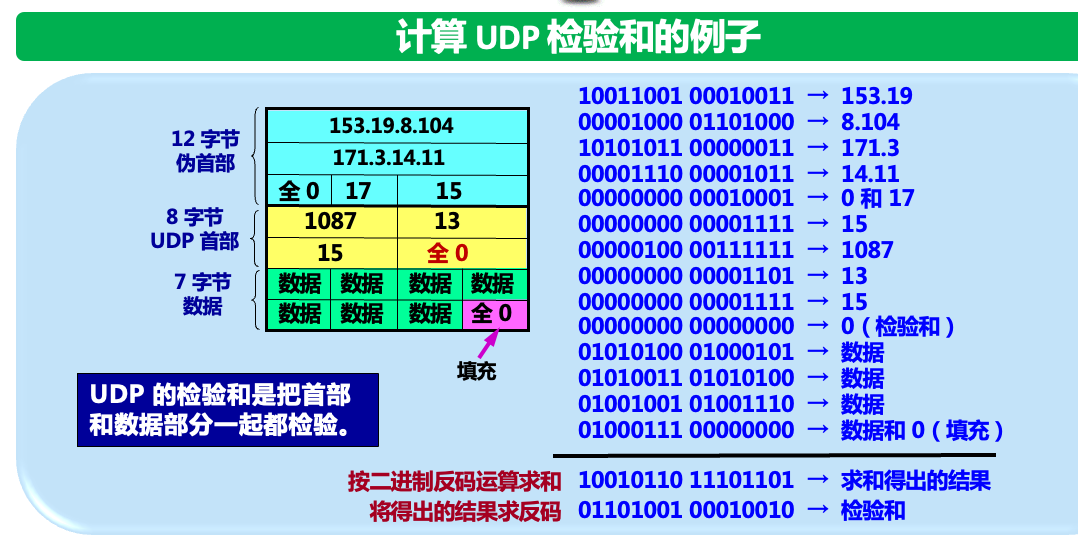 计算 UDP 检验和的例子
12 字节
伪首部
153.19.8.104
171.3.14.11
全 0 17 15
8 字节
UDP 首部
1087 13
15 全 0
7 字节
数据
数据 数据 数据 数据
数据 数据 数据 全 0
填充
UDP 的检验和是把首部
和数据部分一起都检验。
10011001 00010011 → 153.19
00001000 01101000 → 8.104
10101011 00000011 → 171.3
00001110 00001011 → 14.11
00000000 00010001 → 0 和 17
00000000 00001111 → 15
00000100 00111111 → 1087
00000000 00001101 → 13
00000000 00001111 → 15
00000000 00000000 → 0（检验和）
01010100 01000101 → 数据
01010011 01010100 → 数据
01001001 01001110 → 数据
01000111 00000000 → 数据和 0（填充）
按二进制反码运算求和 10010110 11101101 → 求和得出的结果
将得出的结果求反码 01101001 00010010 → 检验和